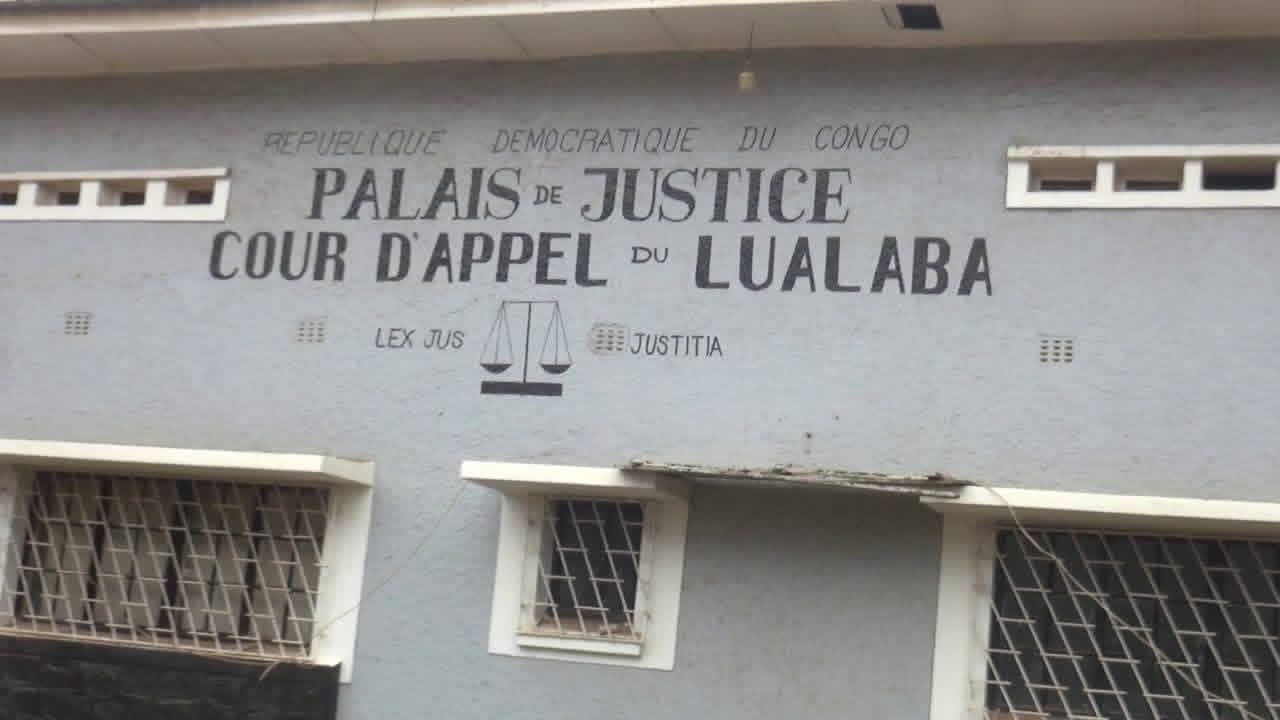 REPUBLIQUE DEMOCRATIQUE DU CONGO
PALAIS DE JUSTICE
COUR D'APPEL DU LUALABA
LEX JUS JUSTITIA